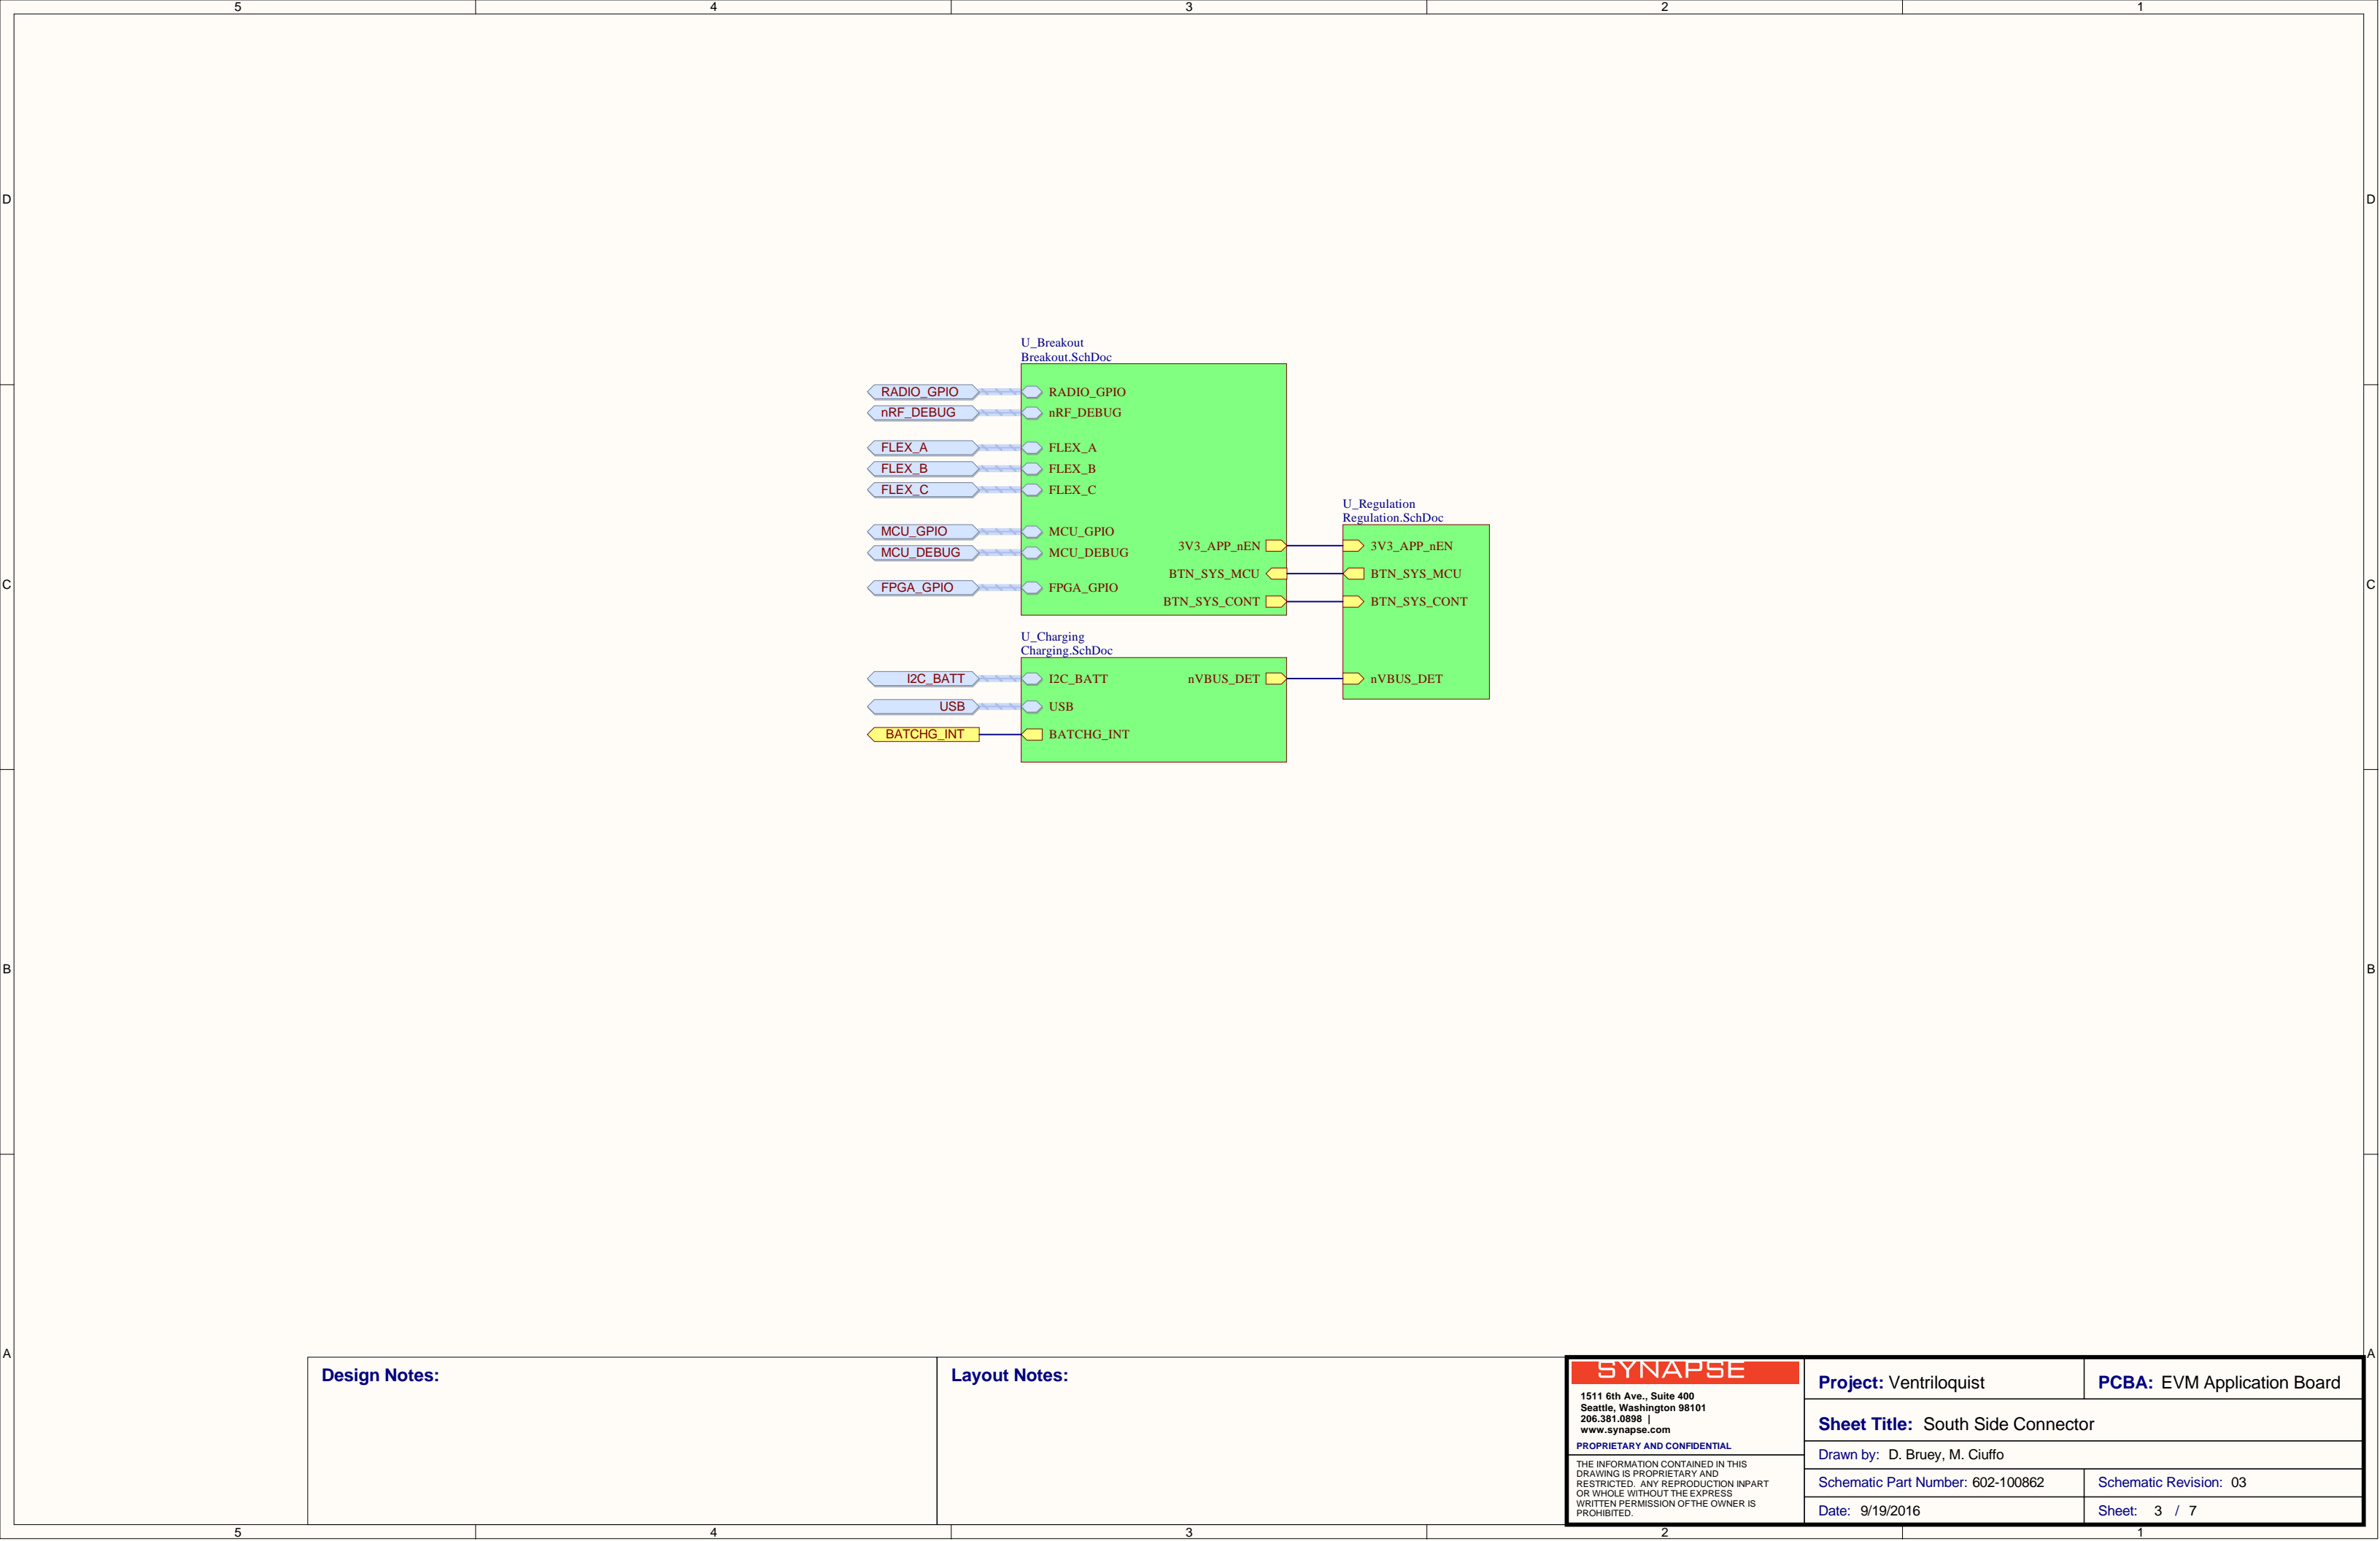 5 4 3 2 1
D D
C C
B B
A A
U_Breakout
Breakout.SchDoc
RADIO_GPIO RADIO_GPIO
nRF_DEBUG nRF_DEBUG
FLEX_A FLEX_A
FLEX_B FLEX_B
FLEX_C FLEX_C
MCU_GPIO MCU_GPIO
MCU_DEBUG MCU_DEBUG
FPGA_GPIO FPGA_GPIO
3V3_APP_nEN
BTN_SYS_MCU
BTN_SYS_CONT
U_Regulation
Regulation.SchDoc
3V3_APP_nEN
BTN_SYS_MCU
BTN_SYS_CONT
nVBUS_DET
U_Charging
Charging.SchDoc
I2C_BATT I2C_BATT nVBUS_DET
USB USB
BATCHG_INT BATCHG_INT
Design Notes:
Layout Notes:
SYNAPSE
1511 6th Ave., Suite 400
Seattle, Washington 98101
206.381.0898 |
www.synapse.com
PROPRIETARY AND CONFIDENTIAL
THE INFORMATION CONTAINED IN THIS
DRAWING IS PROPRIETARY AND
RESTRICTED. ANY REPRODUCTION INPART
OR WHOLE WITHOUT THE EXPRESS
WRITTEN PERMISSION OF THE OWNER IS
PROHIBITED.
Project: Ventriloquist
PCBA: EVM Application Board
Sheet Title: South Side Connector
Drawn by: D. Bruey, M. Ciuffo
Schematic Part Number: 602-100862
Schematic Revision: 03
Date: 9/19/2016
Sheet: 3 / 7
5 4 3 2 1